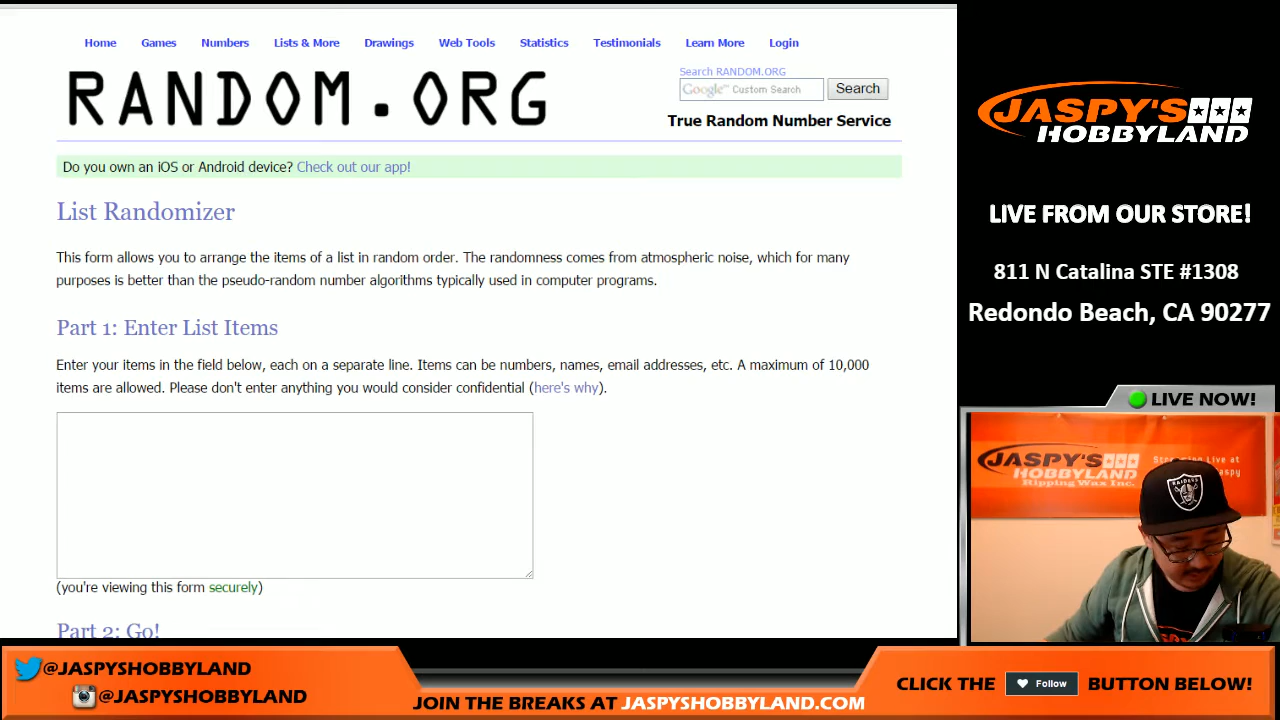 Home Games Numbers Lists & More Drawings Web Tools Statistics Testimonials Learn More Login
RANDOM.ORG
Search RANDOM.ORG
Google™ Custom Search Search
True Random Number Service
Do you own an iOS or Android device? Check out our app!
List Randomizer
This form allows you to arrange the items of a list in random order. The randomness comes from atmospheric noise, which for many
purposes is better than the pseudo-random number algorithms typically used in computer programs.
Part 1: Enter List Items
Enter your items in the field below, each on a separate line. Items can be numbers, names, email addresses, etc. A maximum of 10,000
items are allowed. Please don't enter anything you would consider confidential (here's why).
(you're viewing this form securely)
Part 2: Go!
JASPY'S
HOBBYLAND
LIVE FROM OUR STORE!
811 N Catalina STE #1308
Redondo Beach, CA 90277
LIVE NOW!
JASPY'S
HOBBYLAND
Ripping Wax Inc.
Live at
RAIDERS
@JASPYSHOBBYLAND
@JASPYSHOBBYLAND
JOIN THE BREAKS AT JASPYSHOBBYLAND.COM
CLICK THE Follow BUTTON BELOW!